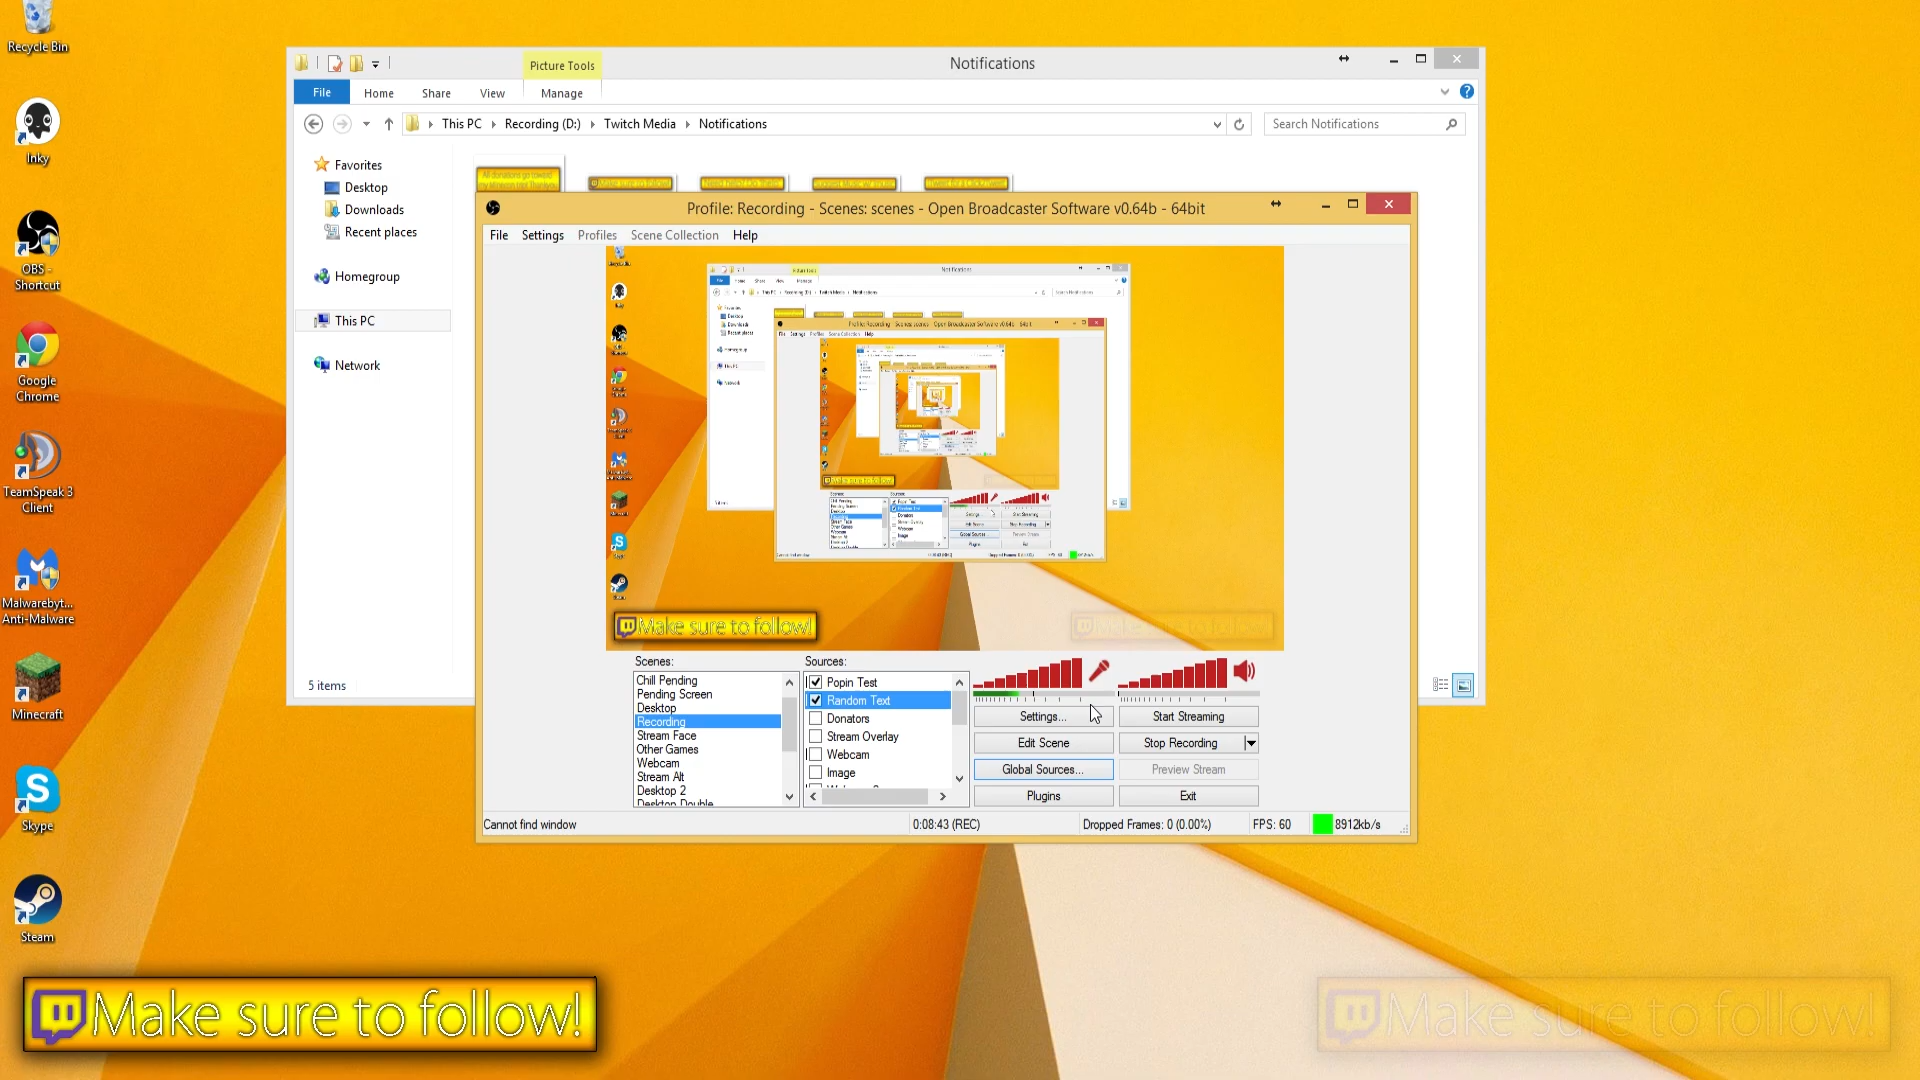 Recycle Bin
Inky
OBS -
Shortcut
Google
Chrome
TeamSpeak 3
Client
Malwarebyt...
Anti-Malware
Minecraft
Skype
Steam
Picture Tools
Notifications
File
Home
Share
View
Manage
This PC
Recording (D:)
Twitch Media
Notifications
Search Notifications
Favorites
Desktop
Downloads
Recent places
Homegroup
This PC
Network
5 items
Profile: Recording - Scenes: scenes - Open Broadcaster Software v0.64b - 64bit
File
Settings
Profiles
Scene Collection
Help
Make sure to follow!
Scenes:
Chill Pending
Pending Screen
Desktop
Recording
Stream Face
Other Games
Webcam
Stream Alt
Desktop 2
Desktop Double
Sources:
Popin Test
Random Text
Donators
Stream Overlay
Webcam
Image
Settings...
Start Streaming
Edit Scene
Stop Recording
Global Sources...
Preview Stream
Plugins
Exit
Cannot find window
0:08:43 (REC)
Dropped Frames: 0 (0.00%)
FPS: 60
8912kb/s
Make sure to follow!
Make sure to follow!